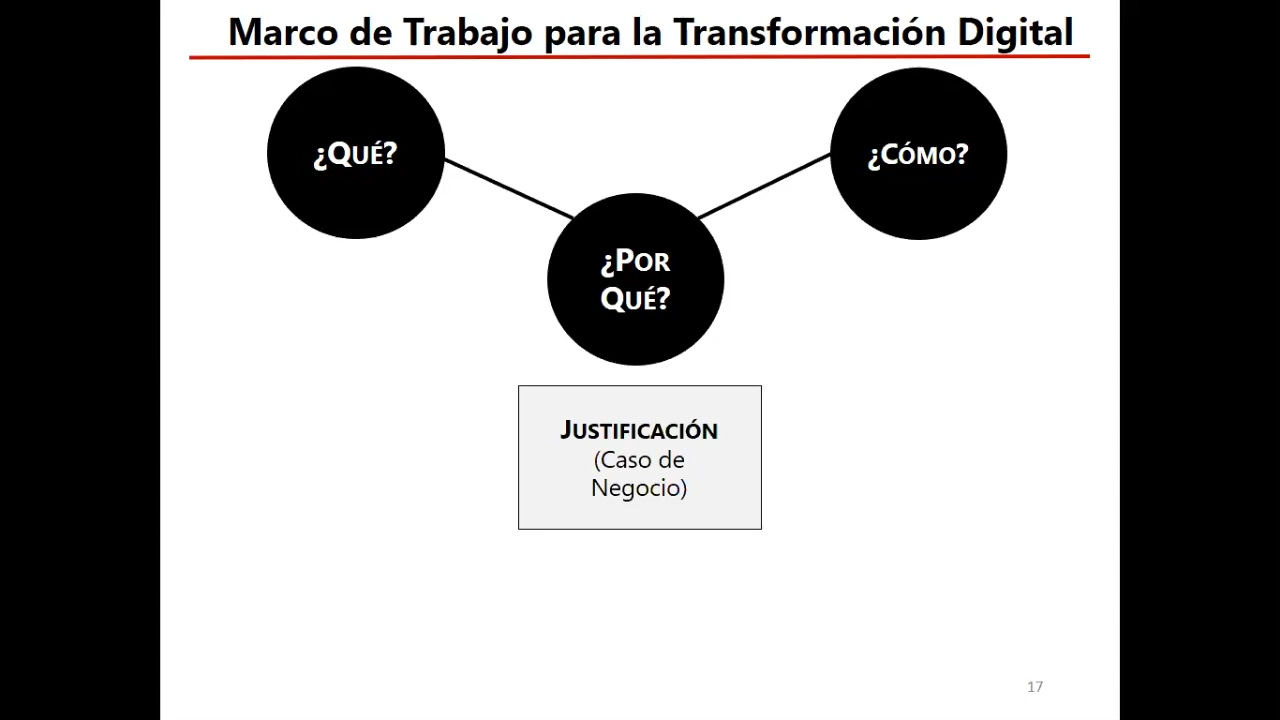 Marco de Trabajo para la Transformación Digital
¿QUÉ?
¿CÓMO?
¿POR
QUÉ?
JUSTIFICACIÓN
(Caso de
Negocio)
17